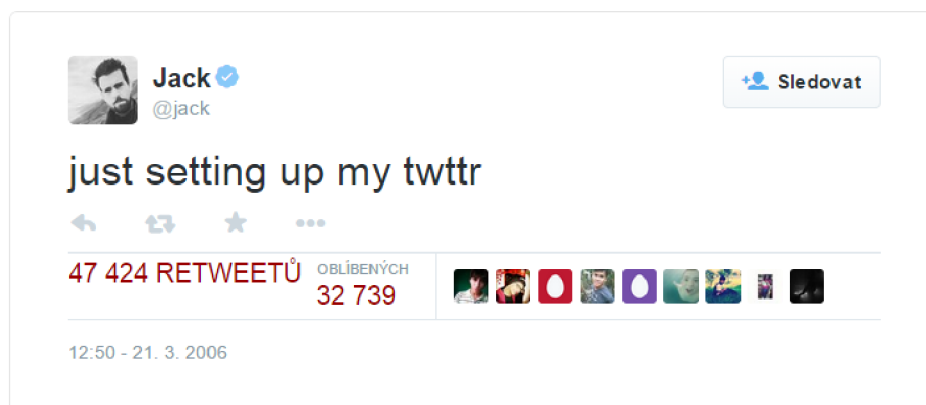 Jack
@jack
Sledovat
just setting up my twttr
47 424 RETWEETŮ
OBLÍBENÝCH
32 739
12:50 - 21. 3. 2006